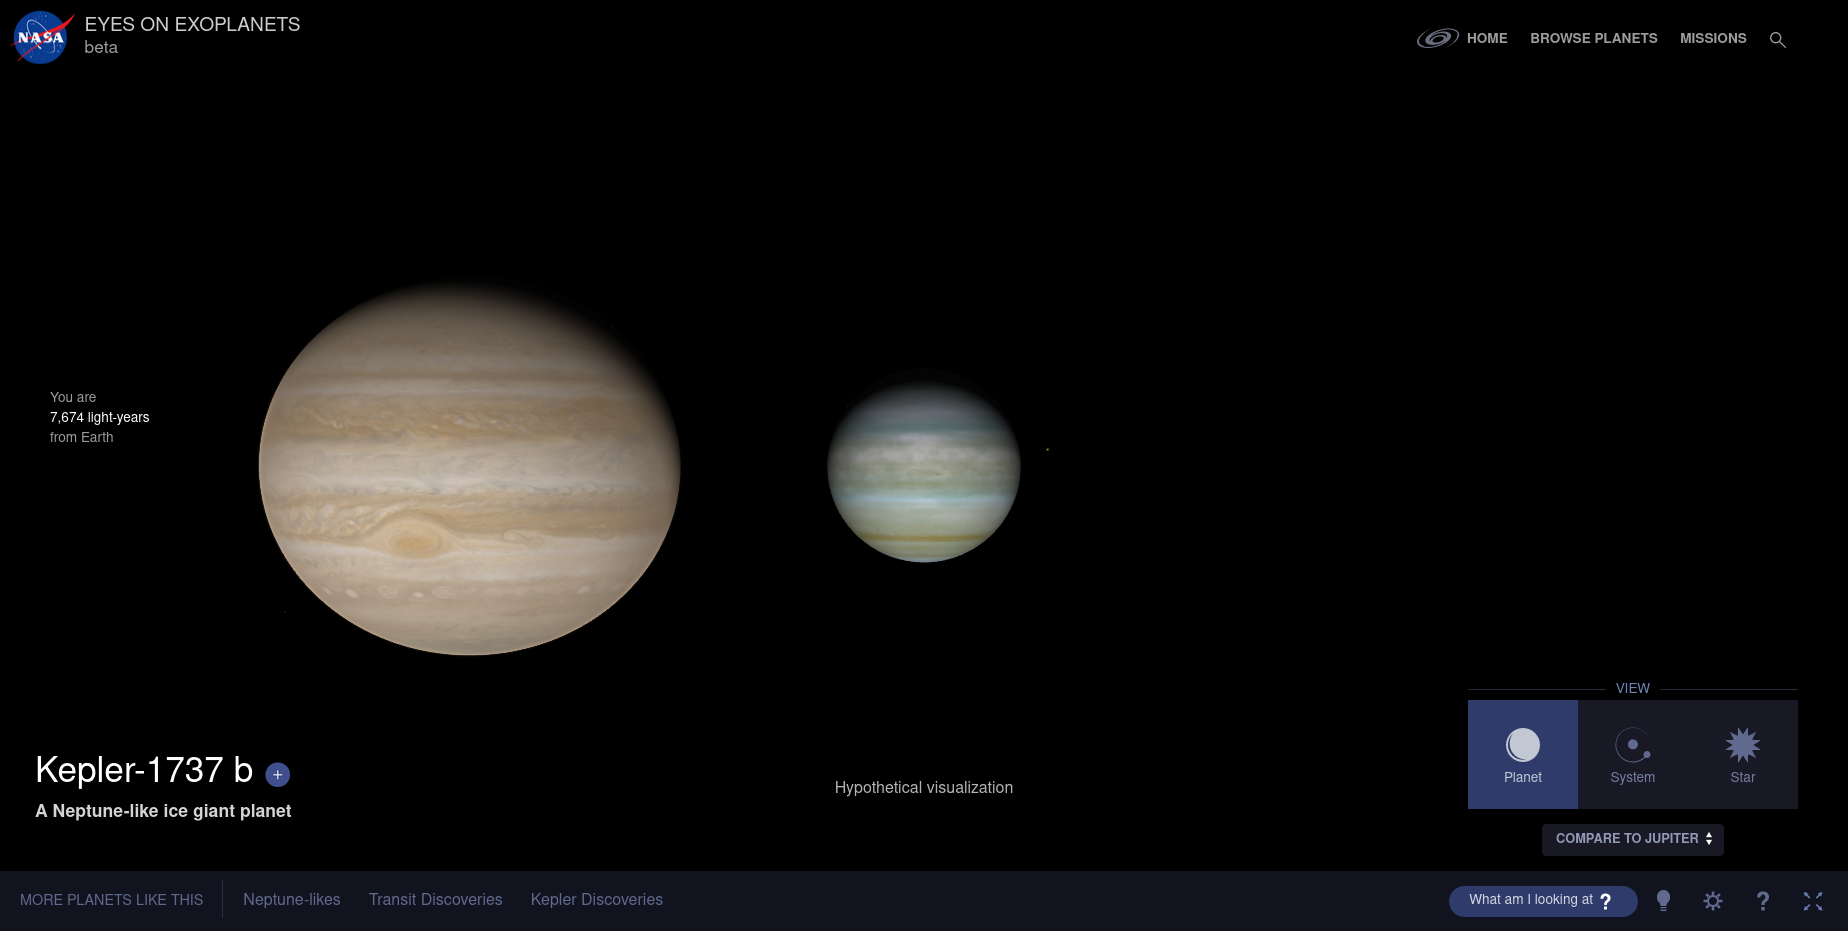 NASA
EYES ON EXOPLANETS
beta
HOME
BROWSE PLANETS
MISSIONS
You are
7,674 light-years
from Earth
Kepler-1737 b +
A Neptune-like ice giant planet
Hypothetical visualization
VIEW
Planet
System
Star
COMPARE TO JUPITER
MORE PLANETS LIKE THIS
Neptune-likes
Transit Discoveries
Kepler Discoveries
What am I looking at ?
?